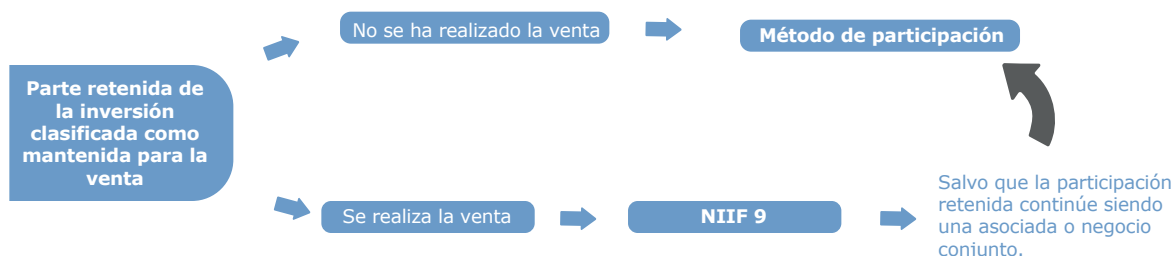 No se ha realizado la venta
Método de participación
Parte retenida de
la inversión
clasificada como
mantenida para la
venta
Se realiza la venta
NIIF 9
Salvo que la participación
retenida continúe siendo
una asociada o negocio
conjunto.